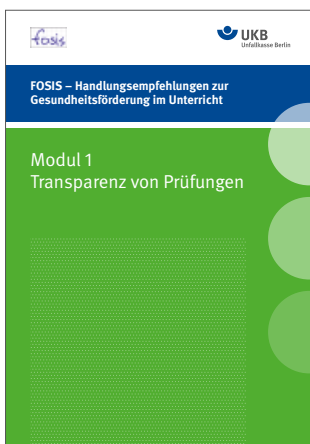 fosis
UKB
Unfallkasse Berlin
FOSIS – Handlungsempfehlungen zur
Gesundheitsförderung im Unterricht
Modul 1
Transparenz von Prüfungen